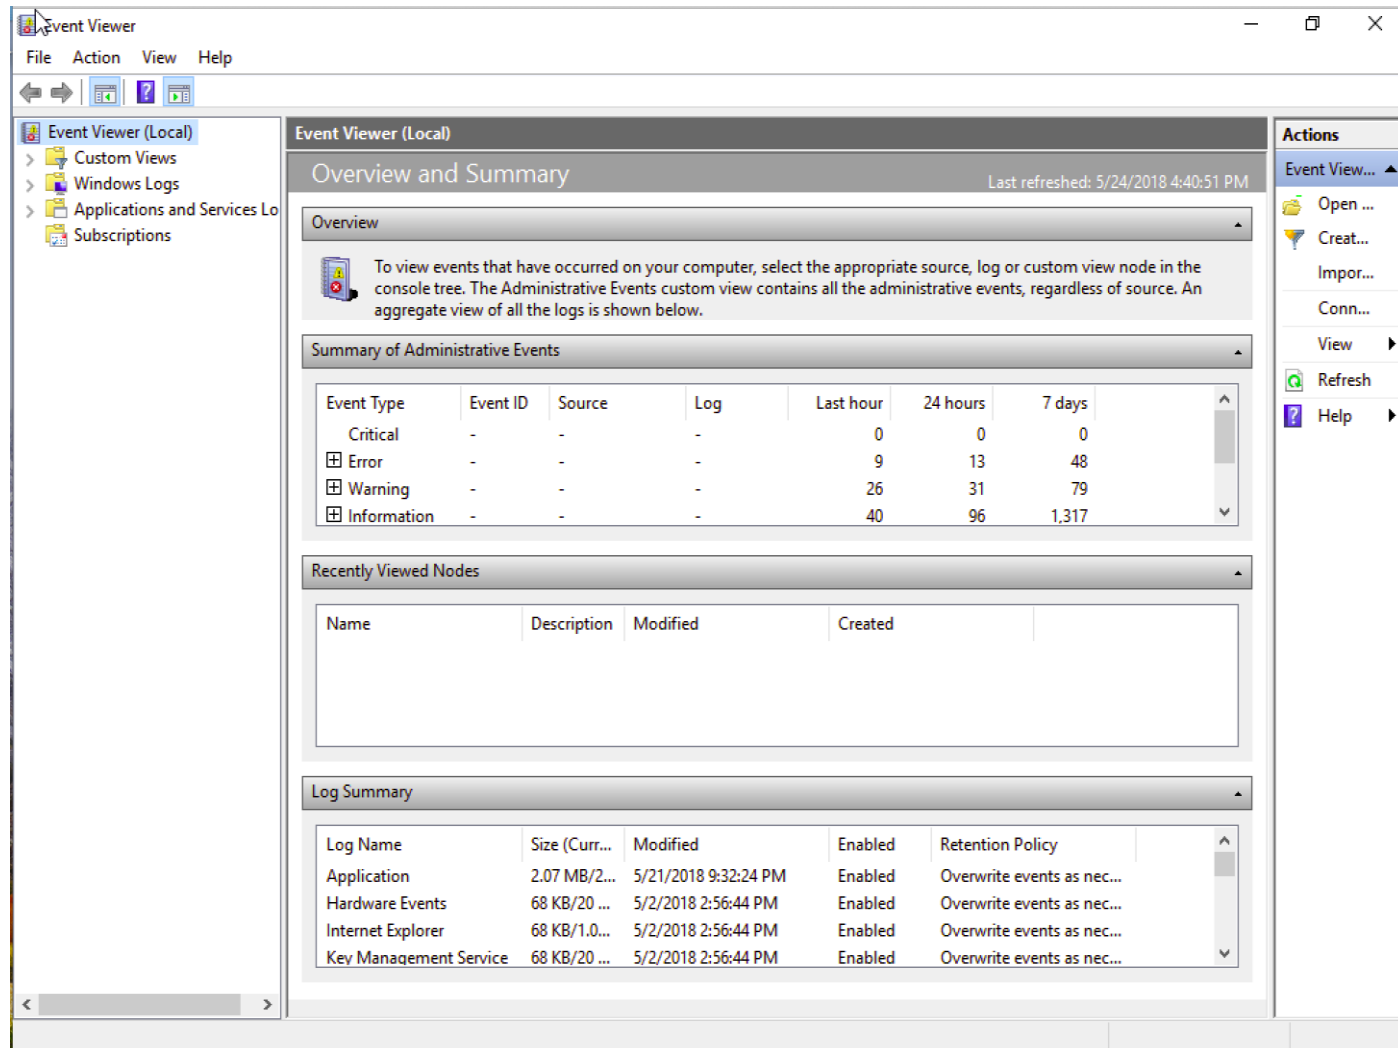 Event Viewer
File Action View Help
Event Viewer (Local)
Custom Views
Windows Logs
Applications and Services Lo
Subscriptions
Event Viewer (Local)
Overview and Summary
Last refreshed: 5/24/2018 4:40:51 PM
Overview
To view events that have occurred on your computer, select the appropriate source, log or custom view node in the
console tree. The Administrative Events custom view contains all the administrative events, regardless of source. An
aggregate view of all the logs is shown below.
Summary of Administrative Events
Event Type Event ID Source Log Last hour 24 hours 7 days
Critical - - - 0 0 0
Error - - - 9 13 48
Warning - - - 26 31 79
Information - - - 40 96 1,317
Recently Viewed Nodes
Name Description Modified Created
Log Summary
Log Name Size (Curr... Modified Enabled Retention Policy
Application 2.07 MB/2... 5/21/2018 9:32:24 PM Enabled Overwrite events as nec...
Hardware Events 68 KB/20 ... 5/2/2018 2:56:44 PM Enabled Overwrite events as nec...
Internet Explorer 68 KB/1.0... 5/2/2018 2:56:44 PM Enabled Overwrite events as nec...
Key Management Service 68 KB/20 ... 5/2/2018 2:56:44 PM Enabled Overwrite events as nec...
Actions
Event View...
Open ...
Creat...
Impor...
Conn...
View
Refresh
Help